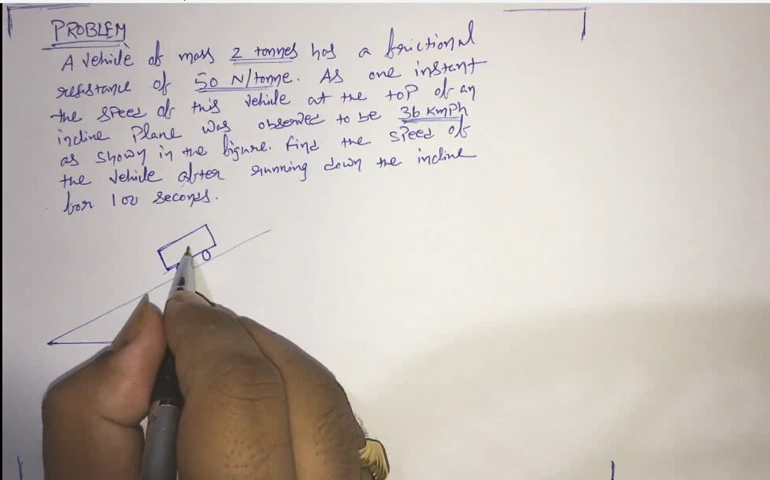 PROBLEM
A vehicle of mass 2 tonnes has a frictional
resistance of 50 N/tonne. As one instant
the speed of this vehicle at the top of an
incline plane was observed to be 36 kmph
as shown in the figure. Find the speed of
the vehicle after running down the incline
for 100 seconds.